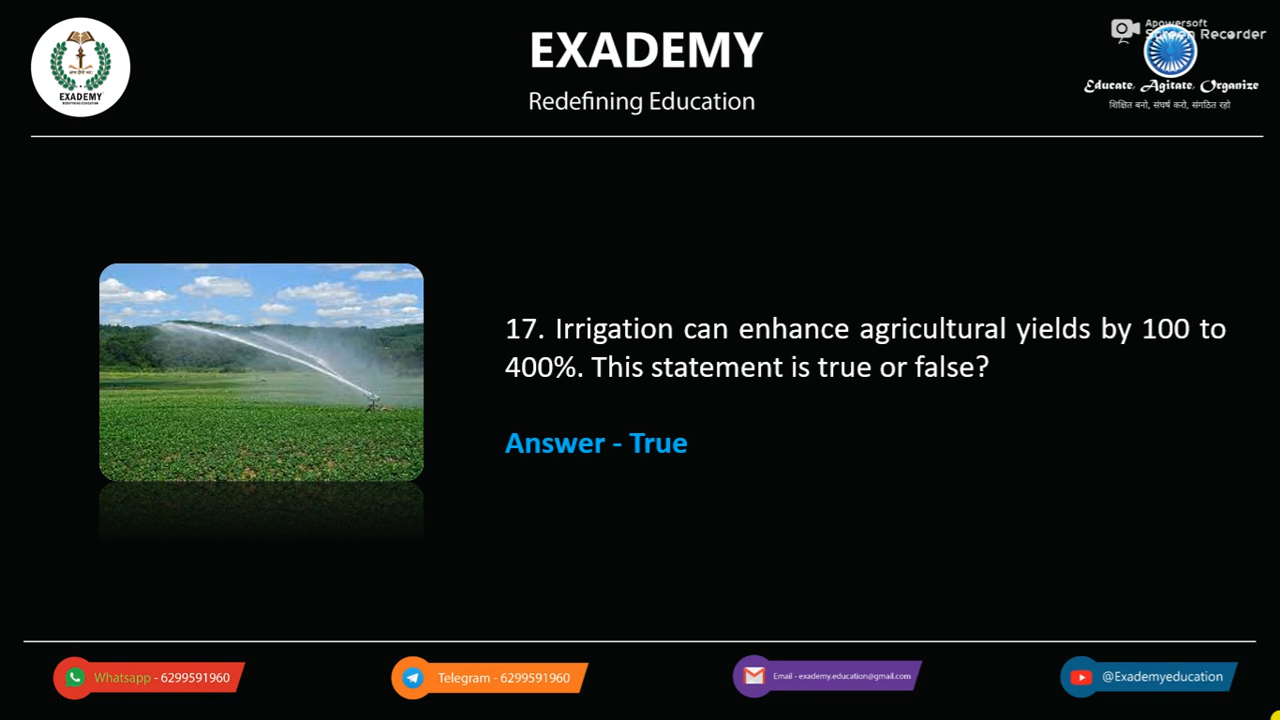 EXADEMY
Redefining Education
EXADEMY
REDEFINING EDUCATION
Apowersoft
Screen Recorder
Educate, Agitate, Organize
शिक्षित बनो, संघर्ष करो, संगठित रहो
17. Irrigation can enhance agricultural yields by 100 to
400%. This statement is true or false?
Answer - True
Whatsapp - 6299591960
Telegram - 6299591960
Email - exademy.education@gmail.com
@Exademyeducation